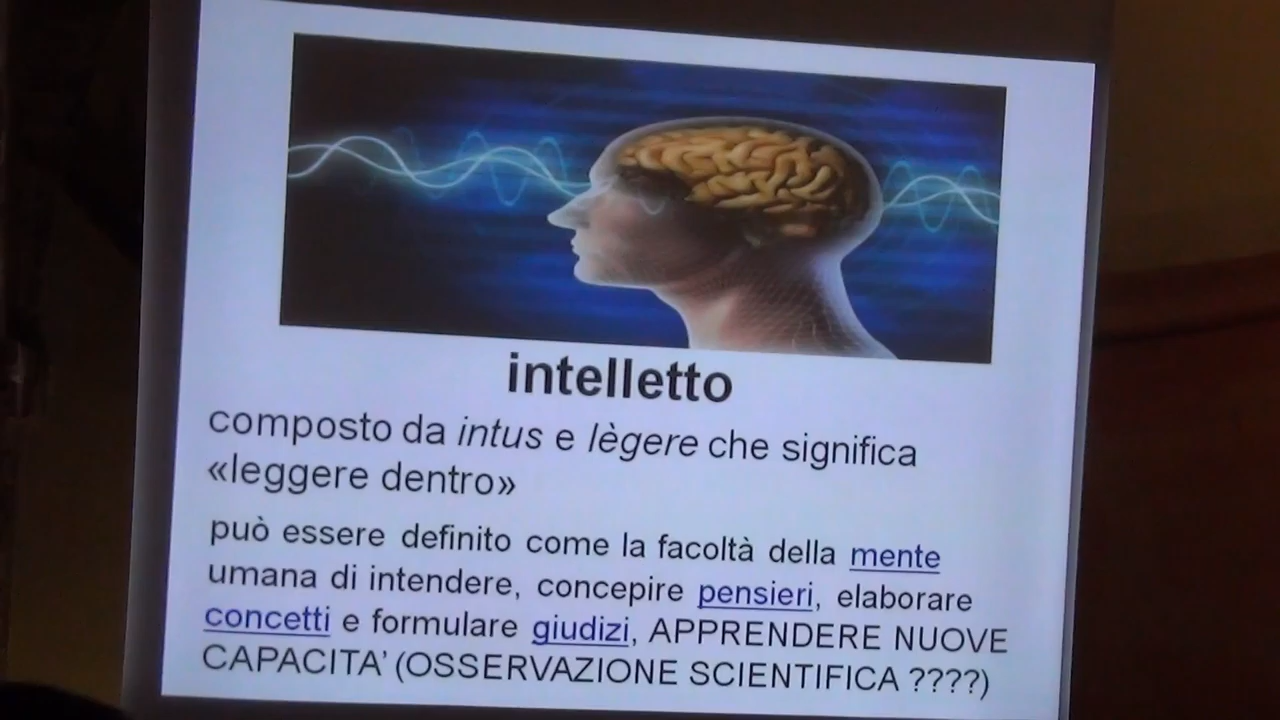 intelletto
composto da intus e lègere che significa
«leggere dentro»
può essere definito come la facoltà della mente
umana di intendere, concepire pensieri, elaborare
concetti e formulare giudizi, APPRENDERE NUOVE
CAPACITA' (OSSERVAZIONE SCIENTIFICA ????)